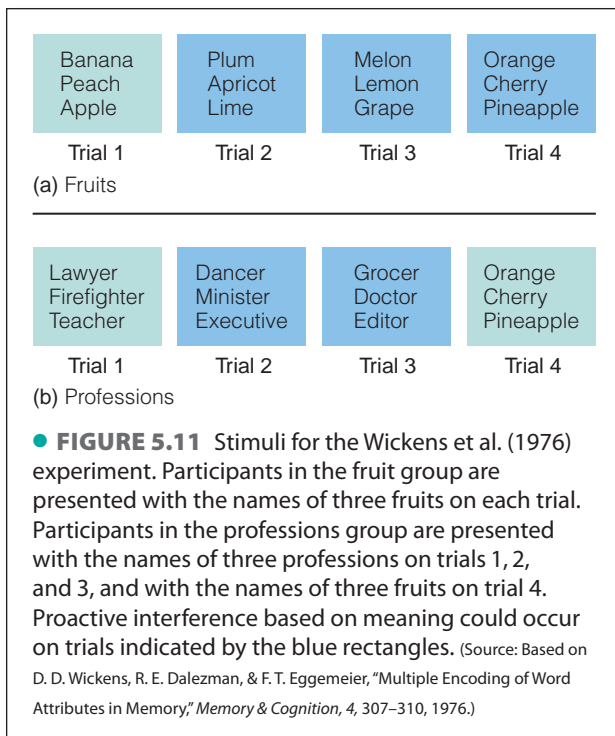 Banana Plum Melon Orange
Peach Apricot Lemon Cherry
Apple Lime Grape Pineapple
Trial 1 Trial 2 Trial 3 Trial 4
(a) Fruits
Lawyer Dancer Grocer Orange
Firefighter Minister Doctor Cherry
Teacher Executive Editor Pineapple
Trial 1 Trial 2 Trial 3 Trial 4
(b) Professions
● FIGURE 5.11 Stimuli for the Wickens et al. (1976)
experiment. Participants in the fruit group are
presented with the names of three fruits on each trial.
Participants in the professions group are presented
with the names of three professions on trials 1, 2,
and 3, and with the names of three fruits on trial 4.
Proactive interference based on meaning could occur
on trials indicated by the blue rectangles. (Source: Based on
D. D. Wickens, R. E. Dalezman, & F. T. Eggemeier, “Multiple Encoding of Word
Attributes in Memory,” Memory & Cognition, 4, 307–310, 1976.)